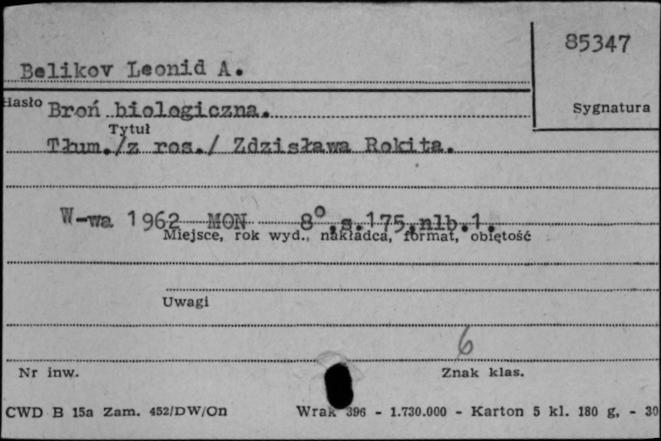 85347
Belikov Leonid A.
Hasło Broń biologiczna.
Sygnatura
Tytuł
Tłum./z ros./ Zdzisława Rokita.
W-wa 1962 MON 8°,s.175,nlb.1.
Miejsce, rok wyd., nakładca, format, objętość
Uwagi
6
Nr inw. Znak klas.
CWD B 15a Zam. 452/DW/On Wrak 396 - 1.730.000 - Karton 5 kl. 180 g, - 30